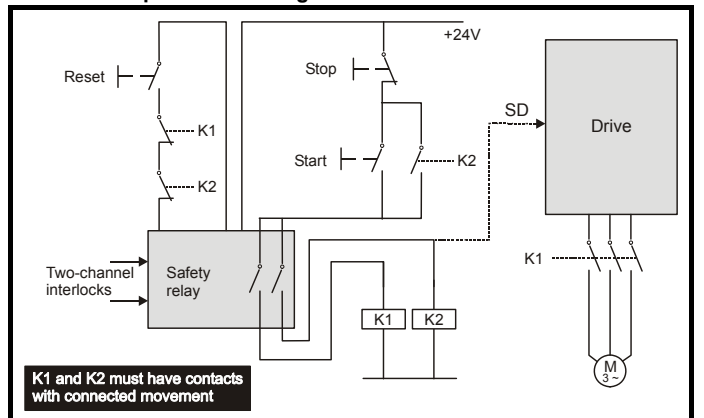 +24V
Reset
Stop
SD
Drive
K1
Start
K2
K2
K1
Two-channel
interlocks
Safety
relay
K1
K2
M
3 ~
K1 and K2 must have contacts
with connected movement